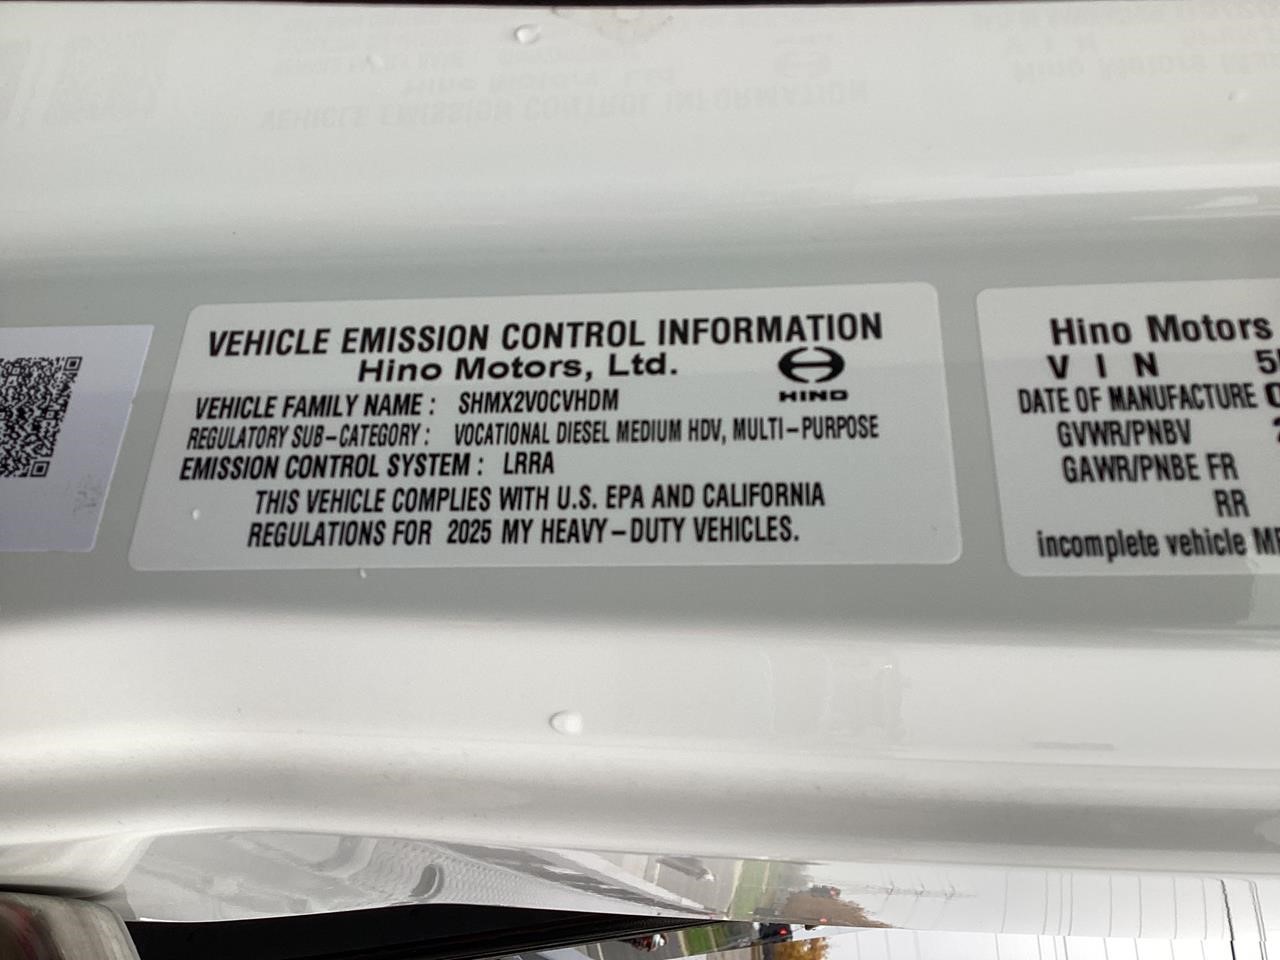 VEHICLE EMISSION CONTROL INFORMATION
Hino Motors, Ltd.
HINO
VEHICLE FAMILY NAME : SHMX2VOCVHDM
REGULATORY SUB-CATEGORY : VOCATIONAL DIESEL MEDIUM HDV, MULTI-PURPOSE
EMISSION CONTROL SYSTEM : LRRA
THIS VEHICLE COMPLIES WITH U.S. EPA AND CALIFORNIA
REGULATIONS FOR 2025 MY HEAVY-DUTY VEHICLES.
Hino Motors
V I N
DATE OF MANUFACTURE
GVWR/PNBV
GAWR/PNBE FR
RR
incomplete vehicle